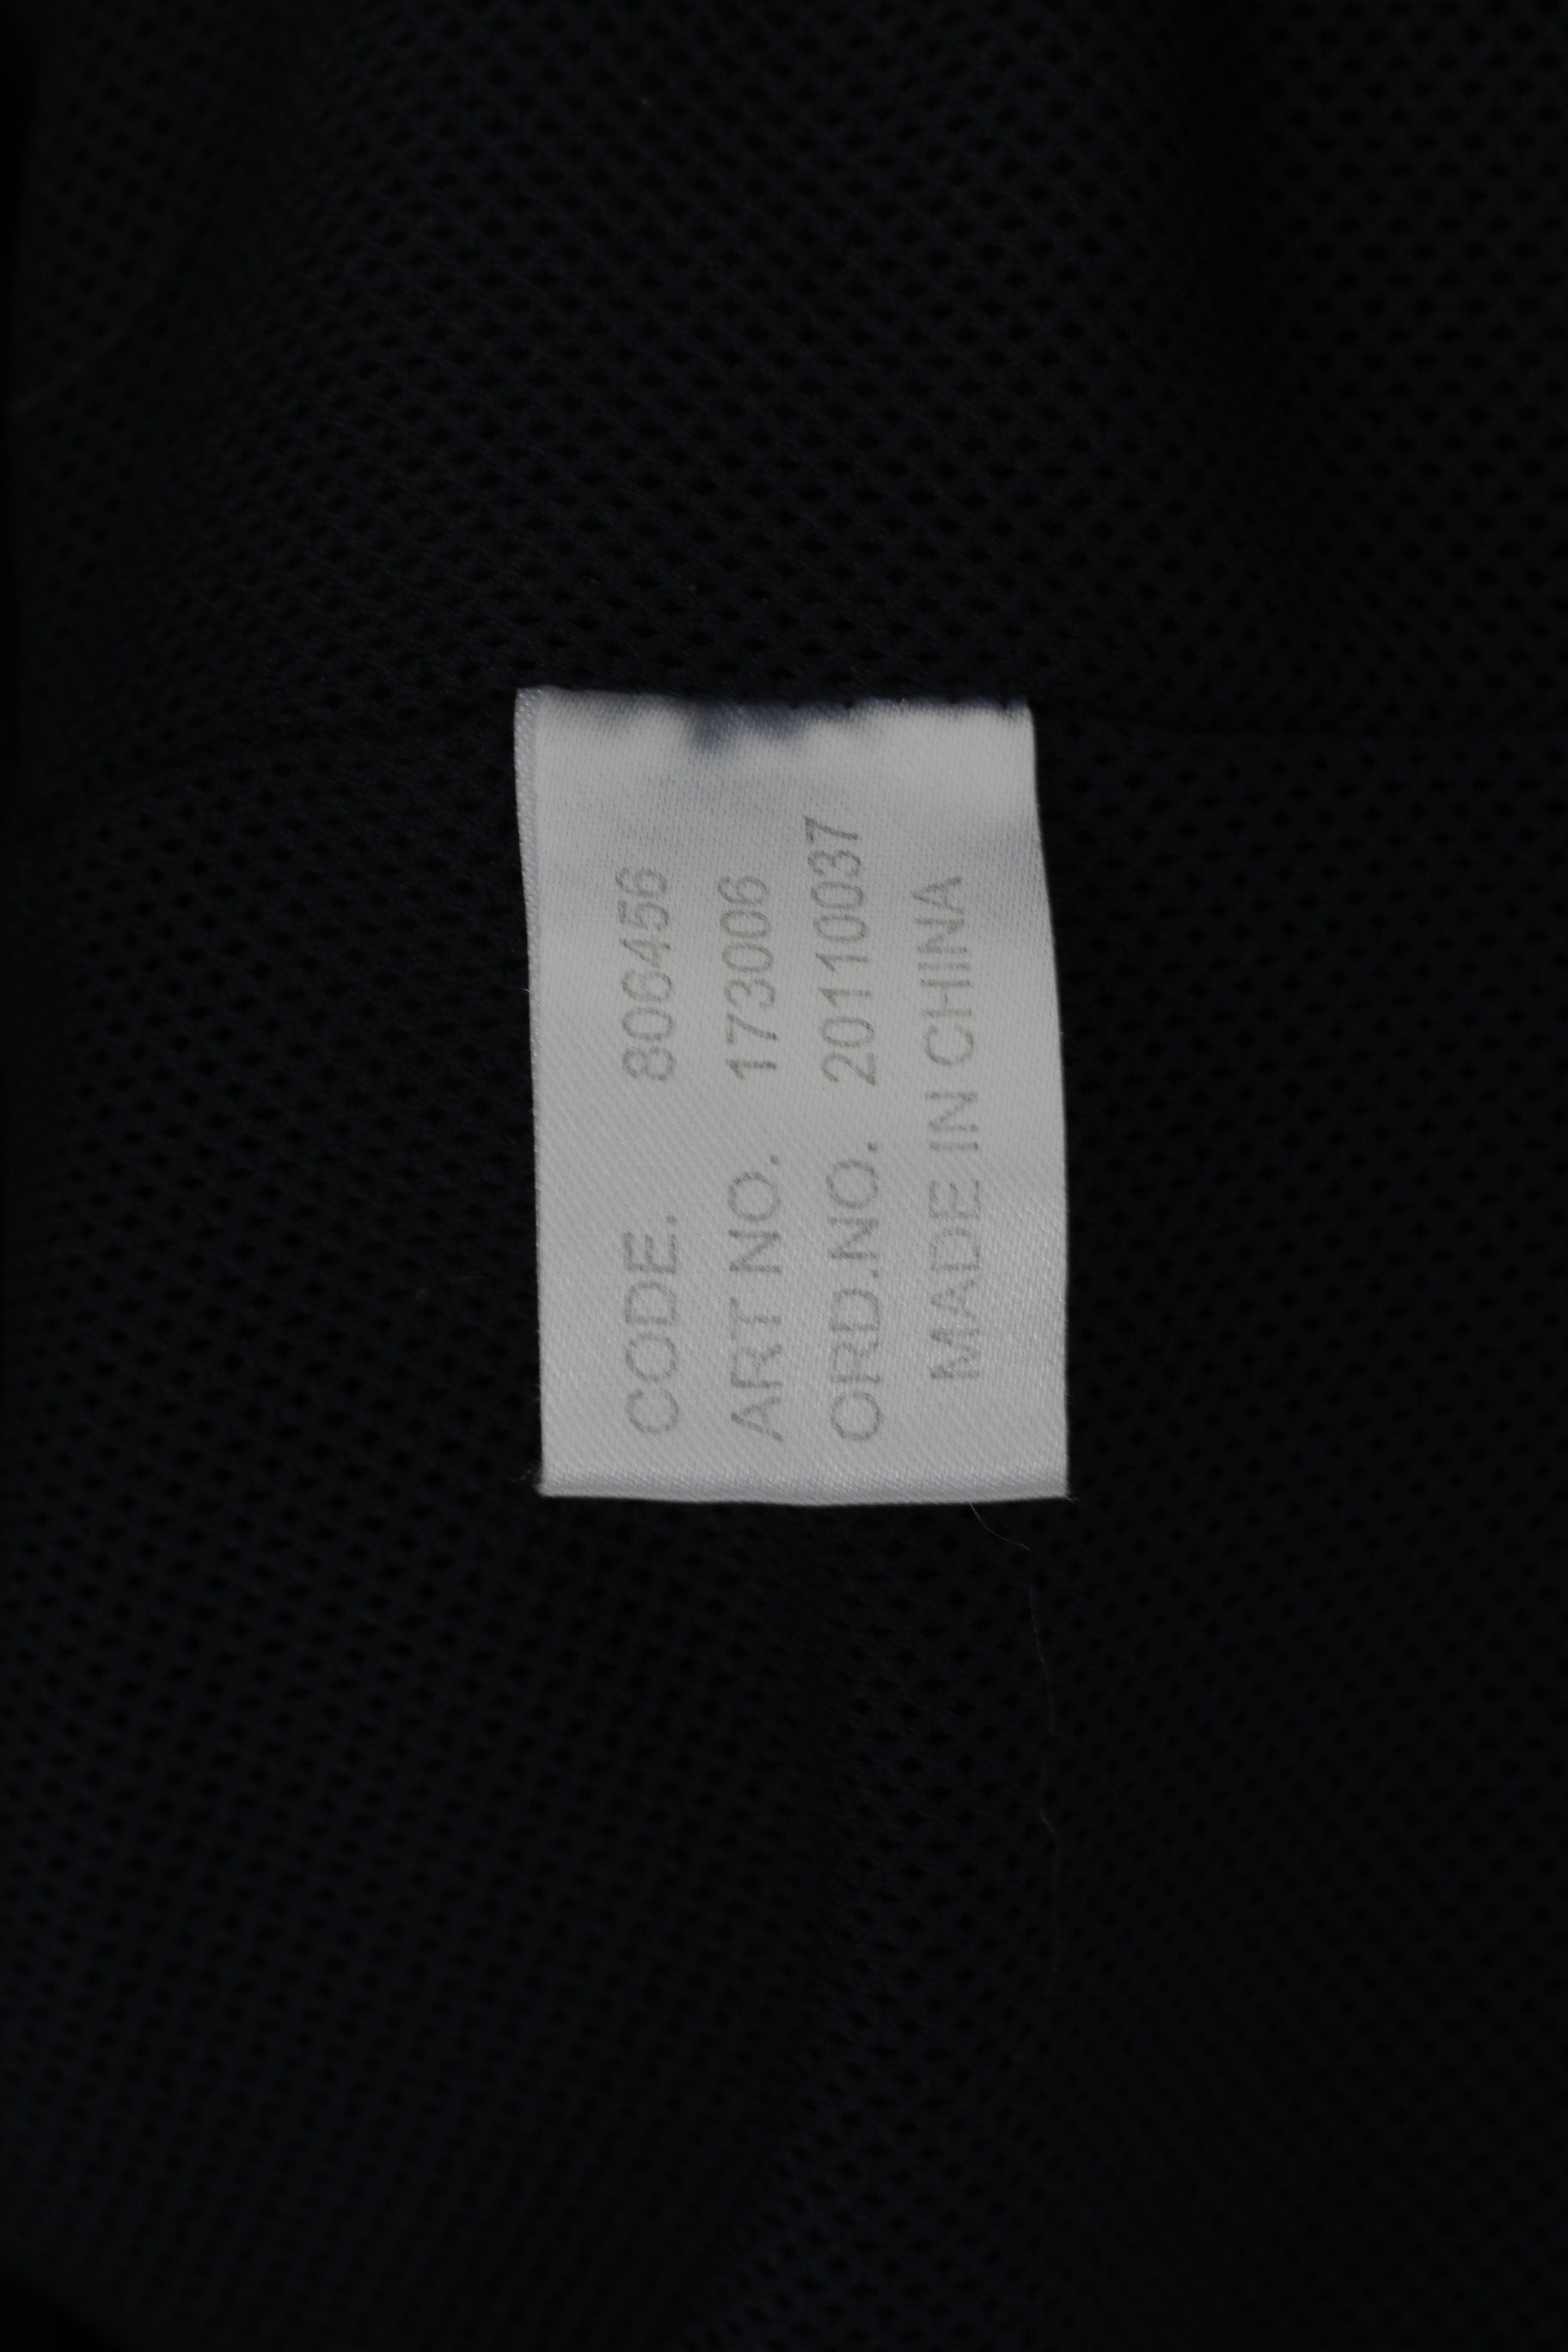 CODE. 806456
ART NO. 173006
ORD.NO. 20110037
MADE IN CHINA